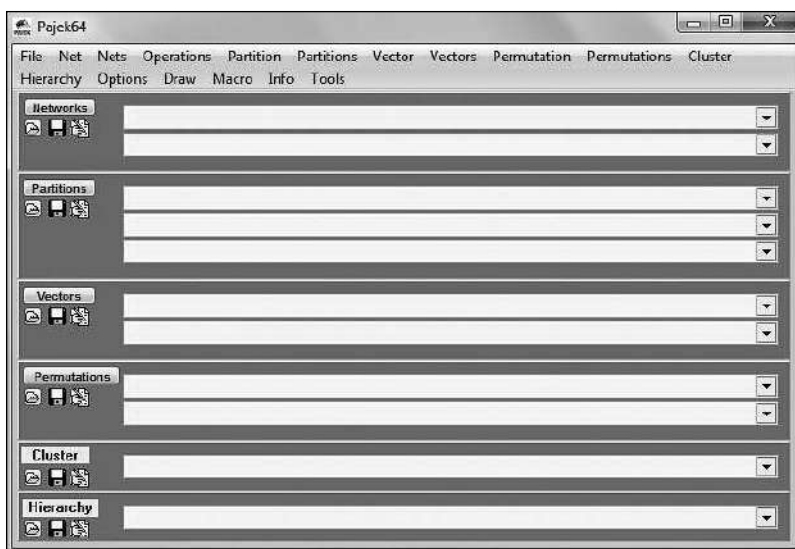 Pajek64
File Net Nets Operations Partition Partitions Vector Vectors Permutation Permutations Cluster
Hierarchy Options Draw Macro Info Tools
Networks
Partitions
Vectors
Permutations
Cluster
Hierarchy